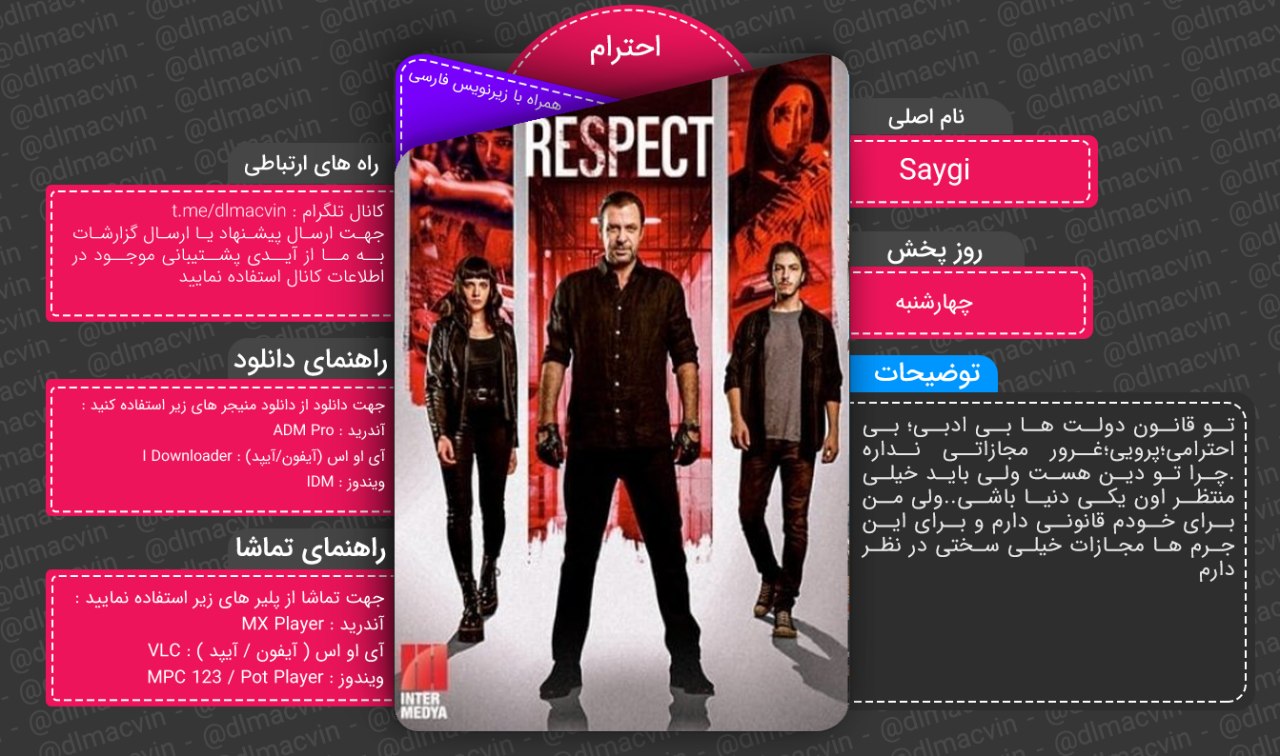 احترام
همراه با زیرنویس فارسی
RESPECT
INTER
MEDYA
نام اصلی
Saygi
روز پخش
چهارشنبه
توضیحات
تو قانون دولت ها بی ادبی؛ بی
احترامی؛پرویی؛غرور مجازاتی نداره
.چرا تو دین هست ولی باید خیلی
منتظر اون یکی دنیا باشی..ولی من
برای خودم قانونی دارم و برای این
جرم ها مجازات خیلی سختی در نظر
دارم
راه های ارتباطی
کانال تلگرام : t.me/dlmacvin
جهت ارسال پیشنهاد یا ارسال گزارشات
به ما از آیدی پشتیبانی موجود در
اطلاعات کانال استفاده نمایید
راهنمای دانلود
جهت دانلود از دانلود منیجر های زیر استفاده کنید :
آندرید : ADM Pro
آی او اس (آیفون/آیپد) : I Downloader
ویندوز : IDM
راهنمای تماشا
جهت تماشا از پلیر های زیر استفاده نمایید :
آندرید : MX Player
آی او اس ( آیفون / آیپد ) : VLC
ویندوز : MPC 123 / Pot Player
@dlmacvin - @dlmacvin - @dlmacvin